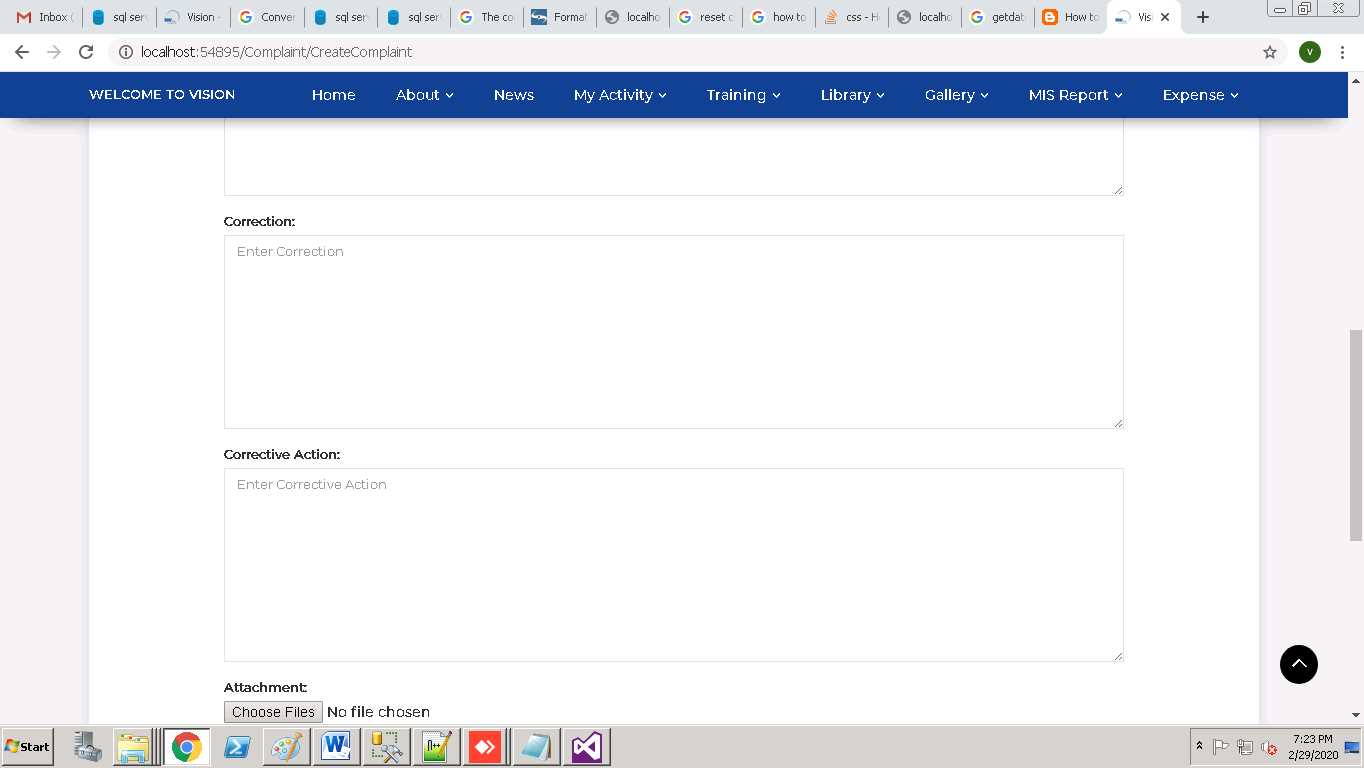 Inbox (
sql ser
Vision -
Conver
sql ser
sql ser
The co
Format
localho
reset c
how to
css - H
localho
getdat
How to
Vis
localhost:54895/Complaint/CreateComplaint
V
WELCOME TO VISION
Home
About
News
My Activity
Training
Library
Gallery
MIS Report
Expense
Correction:
Enter Correction
Corrective Action:
Enter Corrective Action
Attachment:
Choose Files No file chosen
Start
7:23 PM
2/29/2020